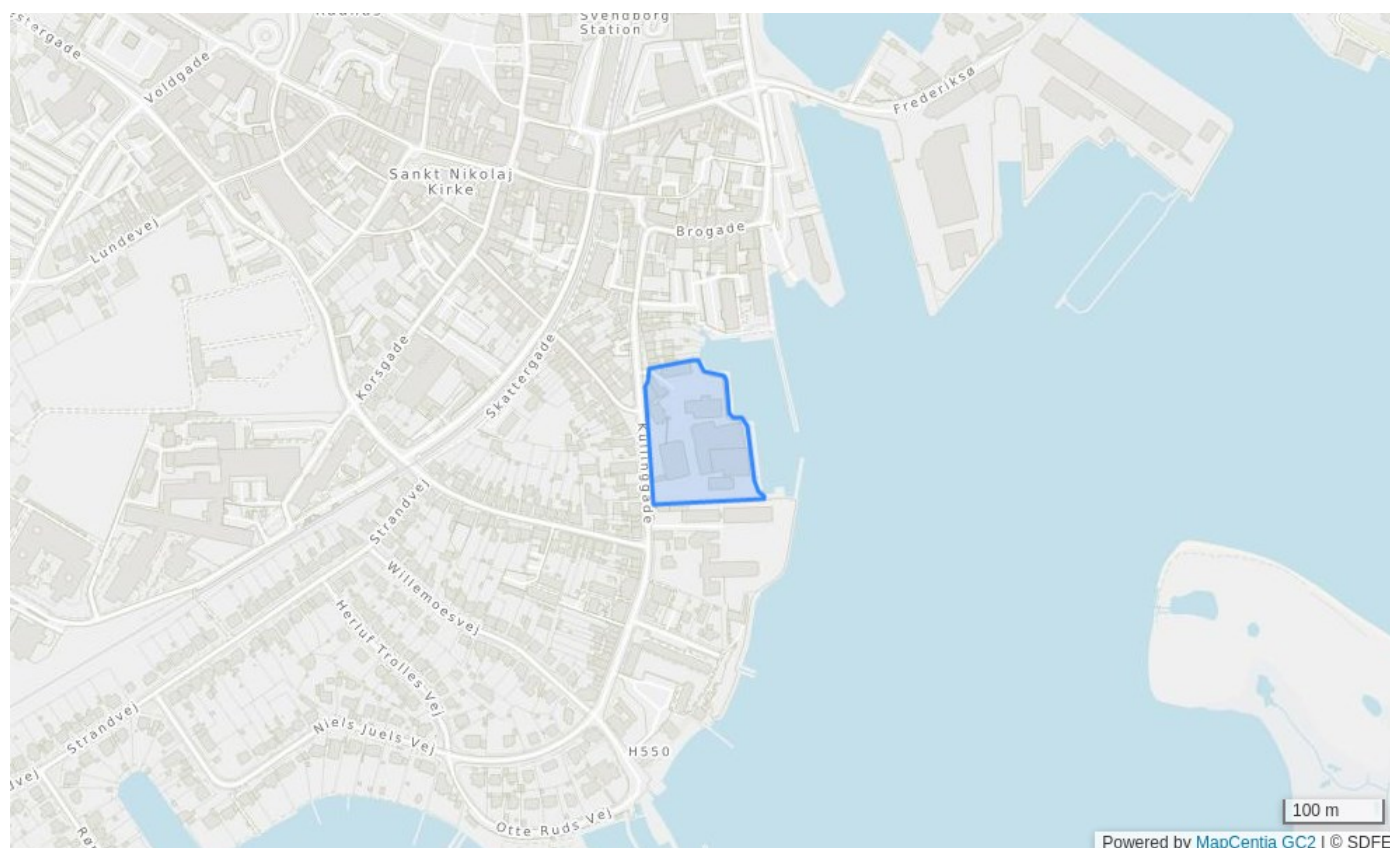 Svendborg
Station
Voldgade
Frederiksø
Sankt Nikolaj
Kirke
Lundevej
Brogade
Korsgade
Skattergade
Kullinggade
Strandvej
Willemoesvej
Herluf Trolles Vej
Strandvej
Niels Juels Vej
H550
Otte Ruds Vej
100 m
Powered by MapCentia GC2 | © SDFE